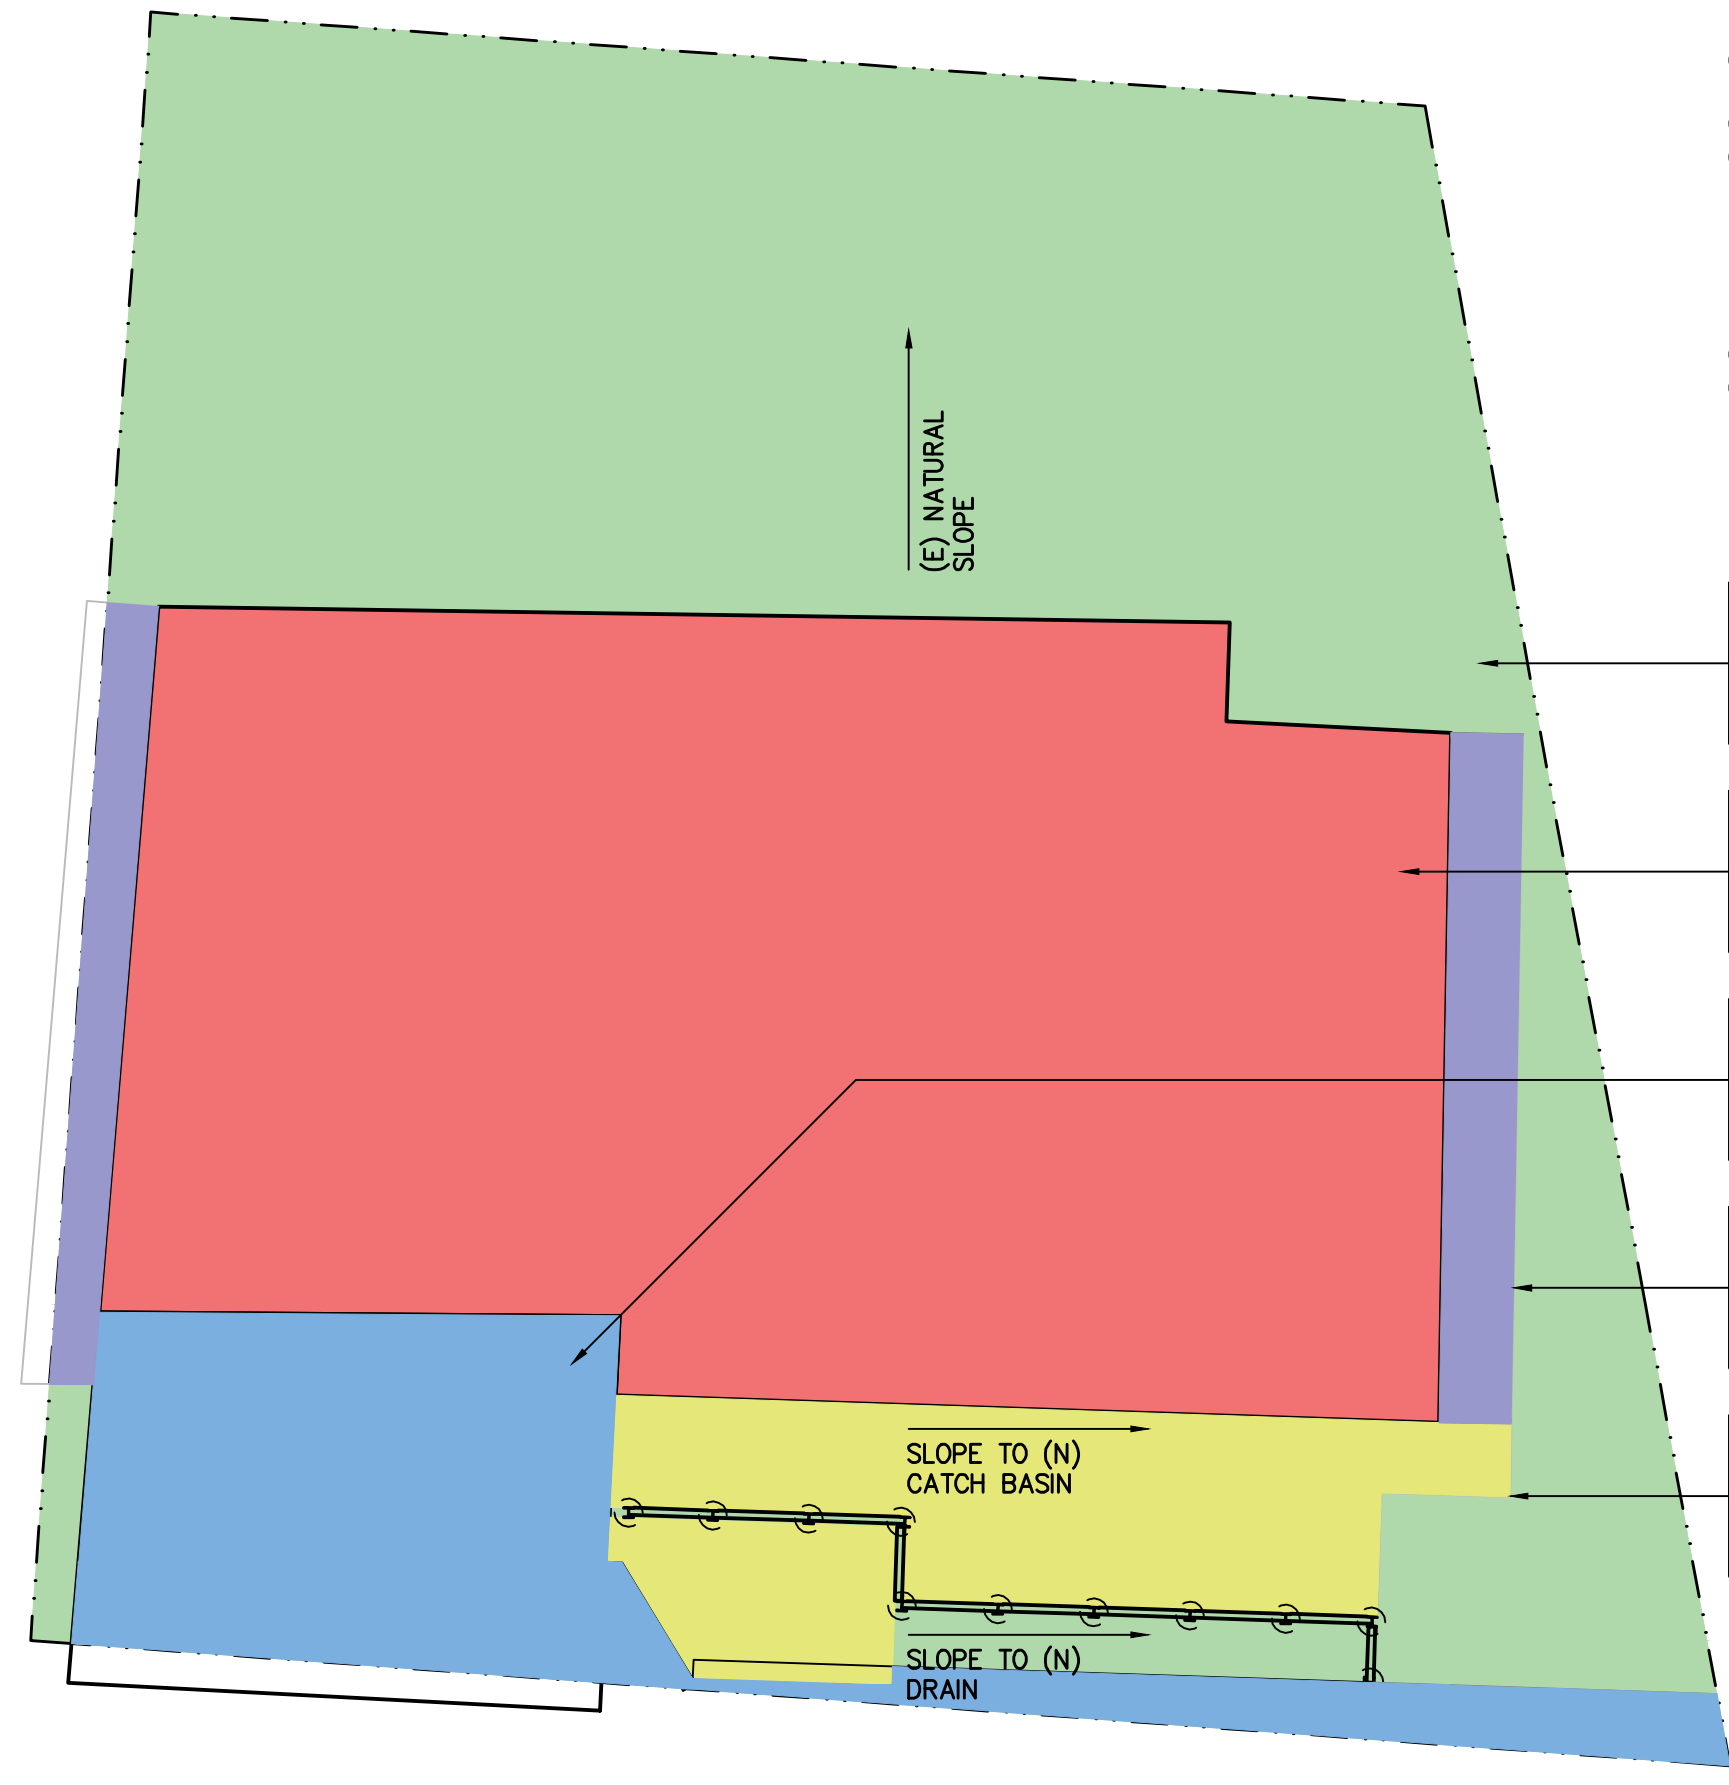 (E) NATURAL
SLOPE
SLOPE TO (N)
CATCH BASIN
SLOPE TO (N)
DRAIN